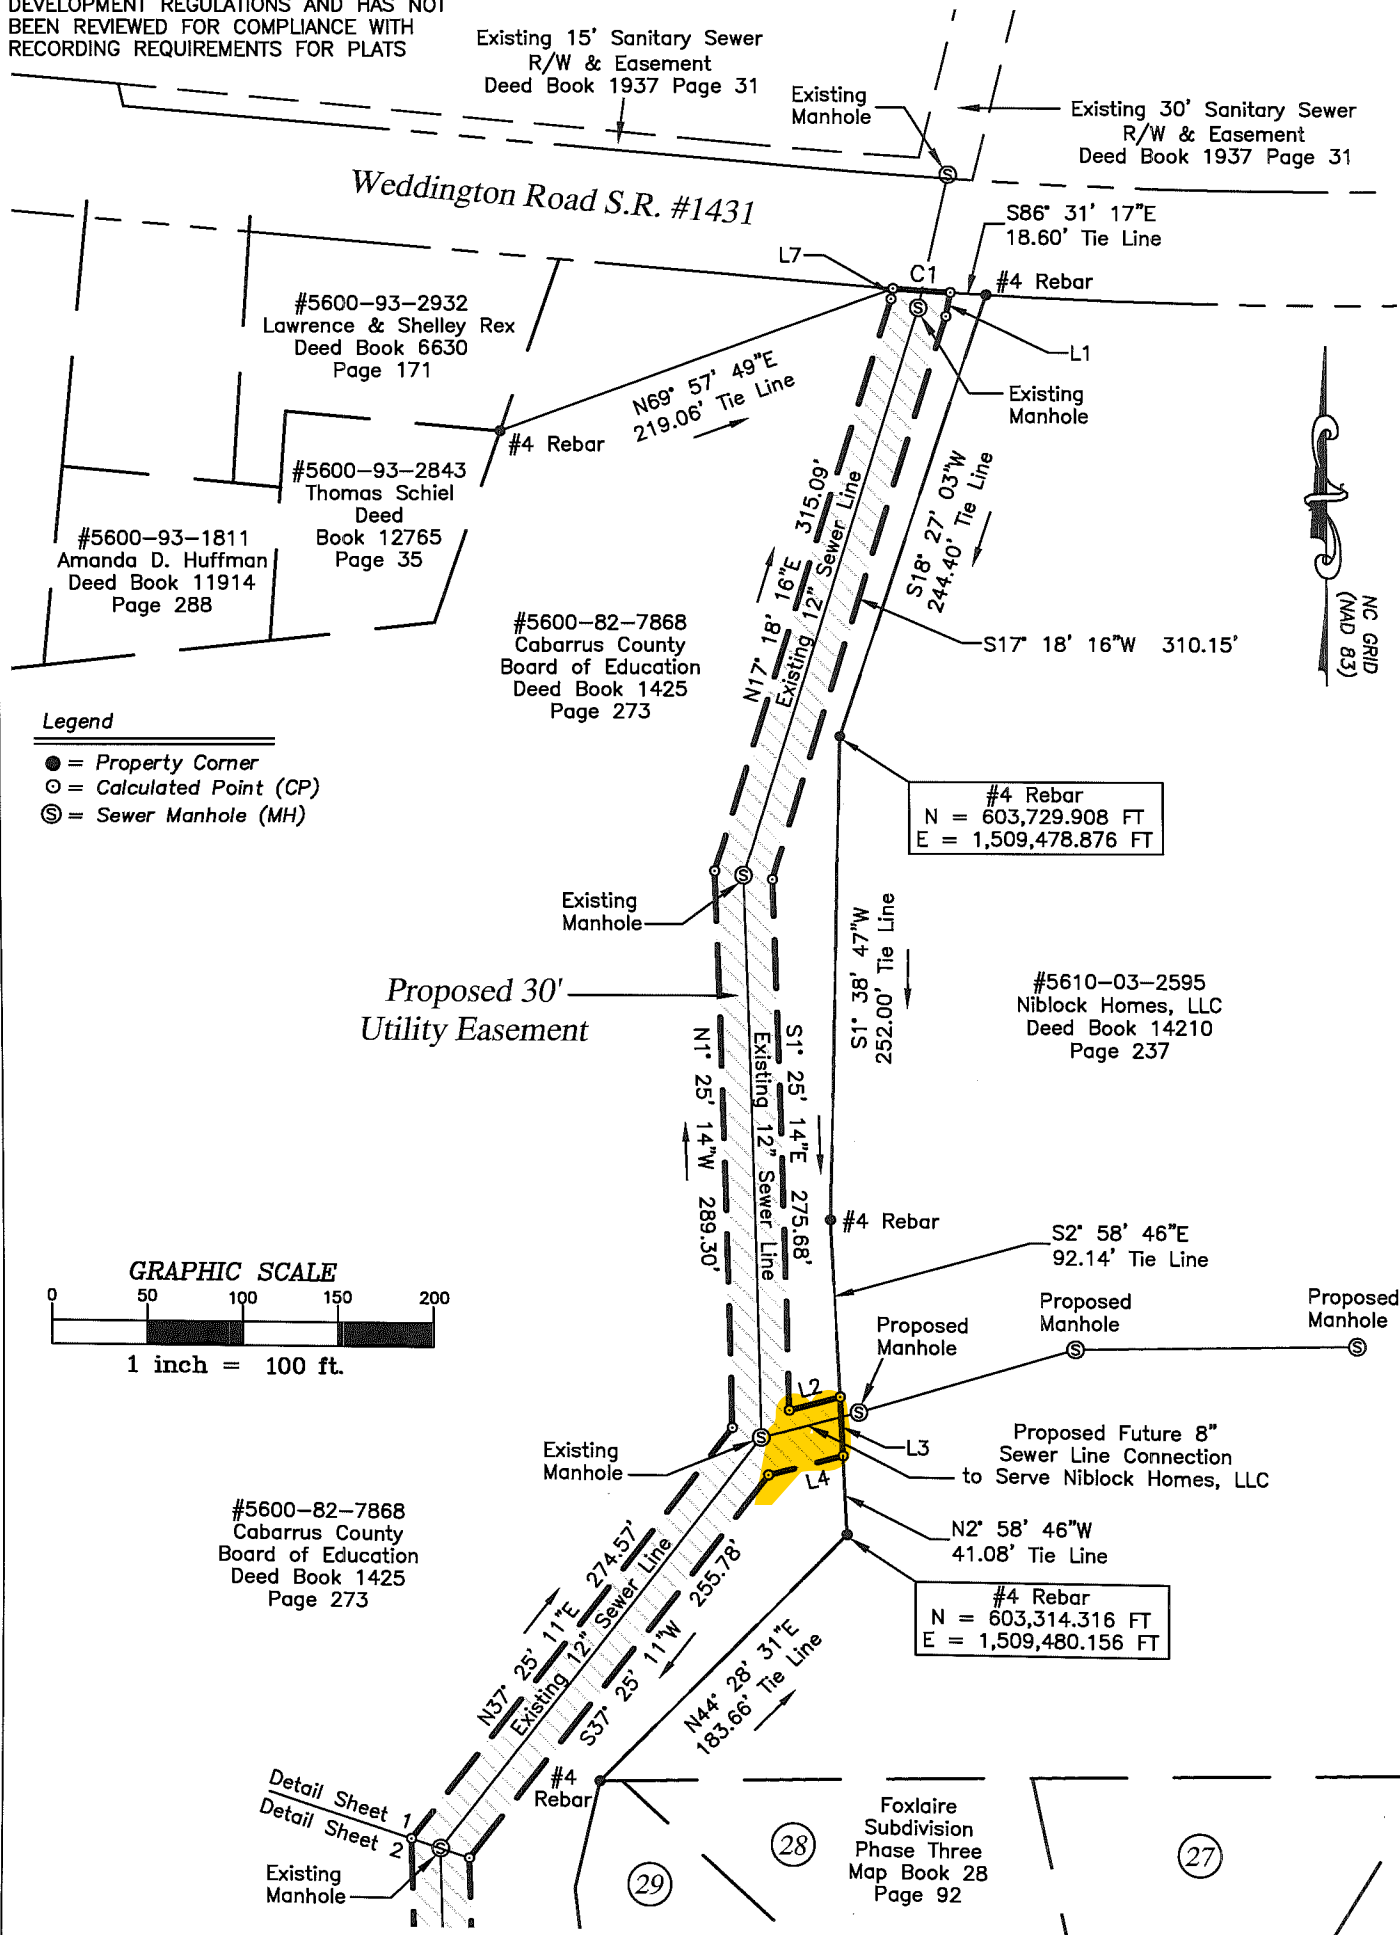 DEVELOPMENT REGULATIONS AND HAS NOT
BEEN REVIEWED FOR COMPLIANCE WITH
RECORDING REQUIREMENTS FOR PLATS
Existing 15' Sanitary Sewer
R/W & Easement
Deed Book 1937 Page 31
Existing
Manhole
Existing 30' Sanitary Sewer
R/W & Easement
Deed Book 1937 Page 31
Weddington Road S.R. #1431
S86° 31' 17"E
18.60' Tie Line
L7
C1
#4 Rebar
L1
Existing
Manhole
#5600-93-2932
Lawrence & Shelley Rex
Deed Book 6630
Page 171
N69° 57' 49"E
219.06' Tie Line
#4 Rebar
#5600-93-2843
Thomas Schiel
Deed
Book 12765
Page 35
#5600-93-1811
Amanda D. Huffman
Deed Book 11914
Page 288
N17° 18' 16"E 315.09'
Existing 12" Sewer Line
S18° 27' 03"W
244.40' Tie Line
S17° 18' 16"W 310.15'
NC GRID
(NAD 83)
#5600-82-7868
Cabarrus County
Board of Education
Deed Book 1425
Page 273
Legend
= Property Corner
= Calculated Point (CP)
S = Sewer Manhole (MH)
#4 Rebar
N = 603,729.908 FT
E = 1,509,478.876 FT
Existing
Manhole
Proposed 30'
Utility Easement
N1° 25' 14"W 289.30'
Existing 12" Sewer Line
S1° 25' 14"E 275.68'
S1° 38' 47"W
252.00' Tie Line
#5610-03-2595
Niblock Homes, LLC
Deed Book 14210
Page 237
#4 Rebar
S2° 58' 46"E
92.14' Tie Line
GRAPHIC SCALE
0 50 100 150 200
1 inch = 100 ft.
Proposed
Manhole
Proposed
Manhole
Proposed
Manhole
L2
L3
L4
Existing
Manhole
Proposed Future 8"
Sewer Line Connection
to Serve Niblock Homes, LLC
N2° 58' 46"W
41.08' Tie Line
#4 Rebar
N = 603,314.316 FT
E = 1,509,480.156 FT
#5600-82-7868
Cabarrus County
Board of Education
Deed Book 1425
Page 273
N37° 25' 11"E 274.57'
Existing 12" Sewer Line
S37° 25' 11"W 255.78'
N44° 28' 31"E
183.66' Tie Line
#4
Rebar
Detail Sheet 1
Detail Sheet 2
Existing
Manhole
29
28
Foxlaire
Subdivision
Phase Three
Map Book 28
Page 92
27